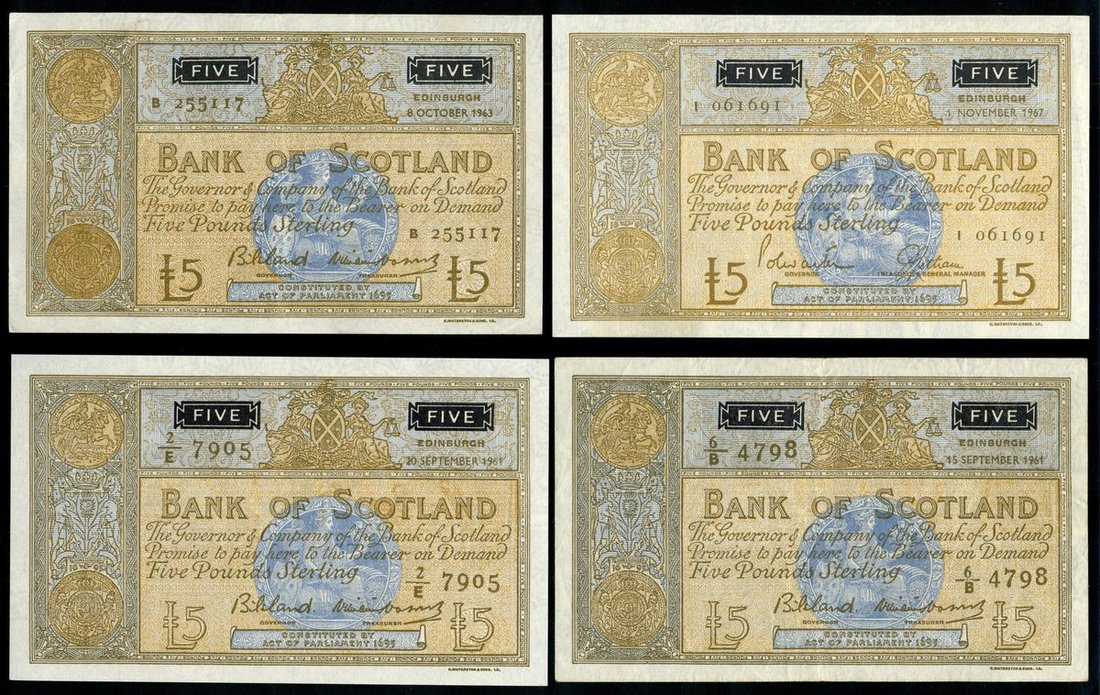 FIVE FIVE
B 255117
EDINBURGH
8 OCTOBER 1963
BANK OF SCOTLAND
The Governor & Company of the Bank of Scotland
Promise to pay here to the Bearer on Demand
Five Pounds Sterling
B 255117
£5 £5
GOVERNOR TREASURER
CONSTITUTED BY
ACT OF PARLIAMENT 1695
FIVE FIVE
1 061691
EDINBURGH
1 NOVEMBER 1967
BANK OF SCOTLAND
The Governor & Company of the Bank of Scotland
Promise to pay here to the Bearer on Demand
Five Pounds Sterling
1 061691
£5 £5
GOVERNOR TREASURER & GENERAL MANAGER
CONSTITUTED BY
ACT OF PARLIAMENT 1695
FIVE FIVE
2/E 7905
EDINBURGH
20 SEPTEMBER 1961
BANK OF SCOTLAND
The Governor & Company of the Bank of Scotland
Promise to pay here to the Bearer on Demand
Five Pounds Sterling
2/E 7905
£5 £5
GOVERNOR TREASURER
CONSTITUTED BY
ACT OF PARLIAMENT 1695
FIVE FIVE
6/B 4798
EDINBURGH
15 SEPTEMBER 1961
BANK OF SCOTLAND
The Governor & Company of the Bank of Scotland
Promise to pay here to the Bearer on Demand
Five Pounds Sterling
6/B 4798
£5 £5
GOVERNOR TREASURER
CONSTITUTED BY
ACT OF PARLIAMENT 1695